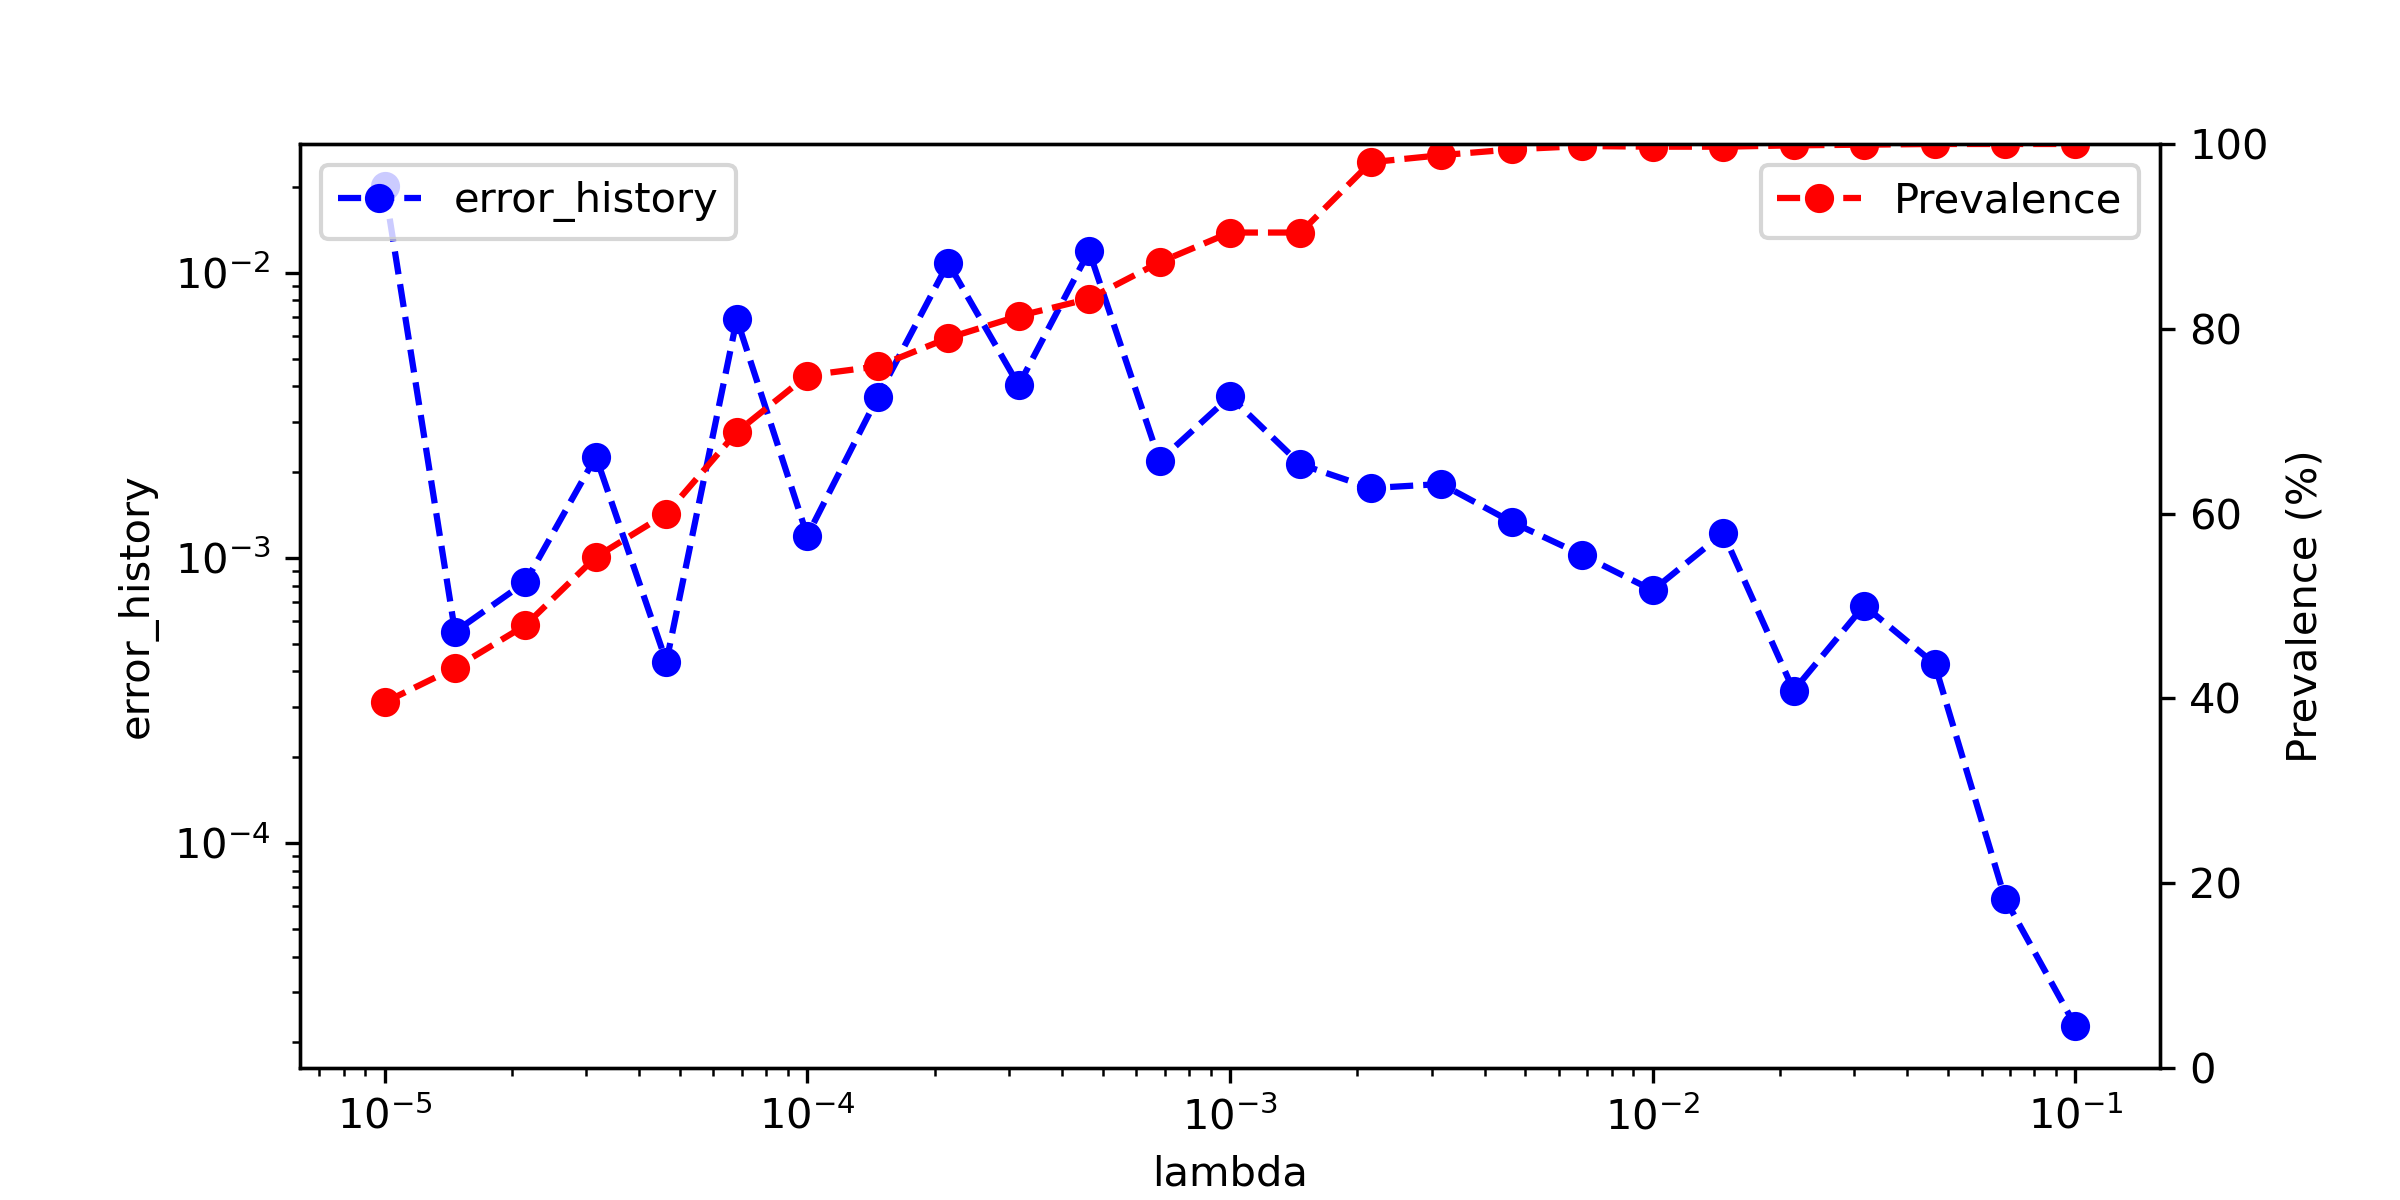 error_history
Prevalence
10⁻²
10⁻³
10⁻⁴
error_history
100
80
60
40
20
0
Prevalence (%)
10⁻⁵
10⁻⁴
10⁻³
10⁻²
10⁻¹
lambda